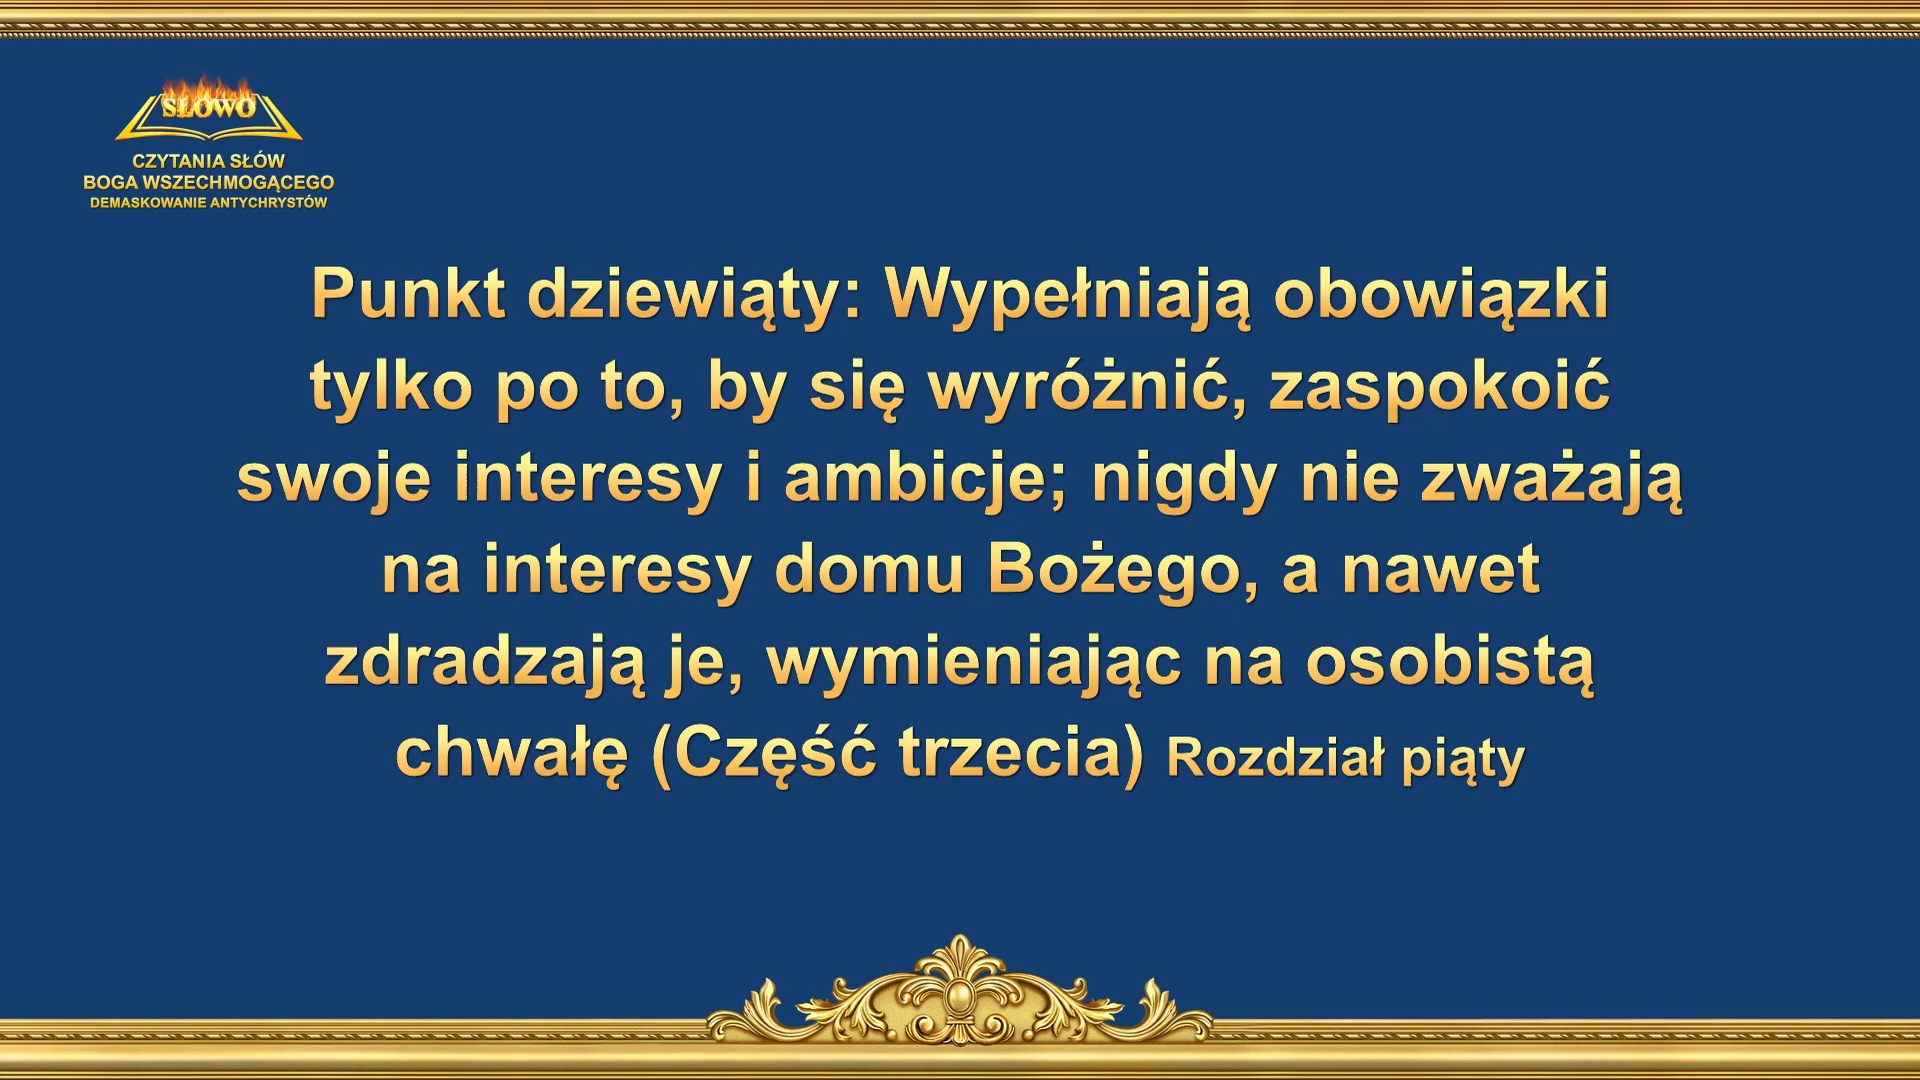 SŁOWO
CZYTANIA SŁÓW
BOGA WSZECHMOGĄCEGO
DEMASKOWANIE ANTYCHRYSTÓW
Punkt dziewiąty: Wypełniają obowiązki
tylko po to, by się wyróżnić, zaspokoić
swoje interesy i ambicje; nigdy nie zważają
na interesy domu Bożego, a nawet
zdradzają je, wymieniając na osobistą
chwałę (Część trzecia) Rozdział piąty